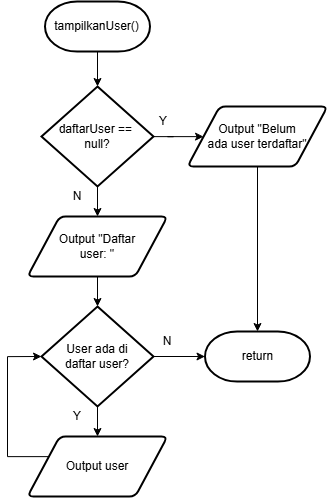 tampilkanUser()
daftarUser ==
null?
Y
Output "Belum
ada user terdaftar"
N
Output "Daftar
user: "
User ada di
daftar user?
N
return
Y
Output user